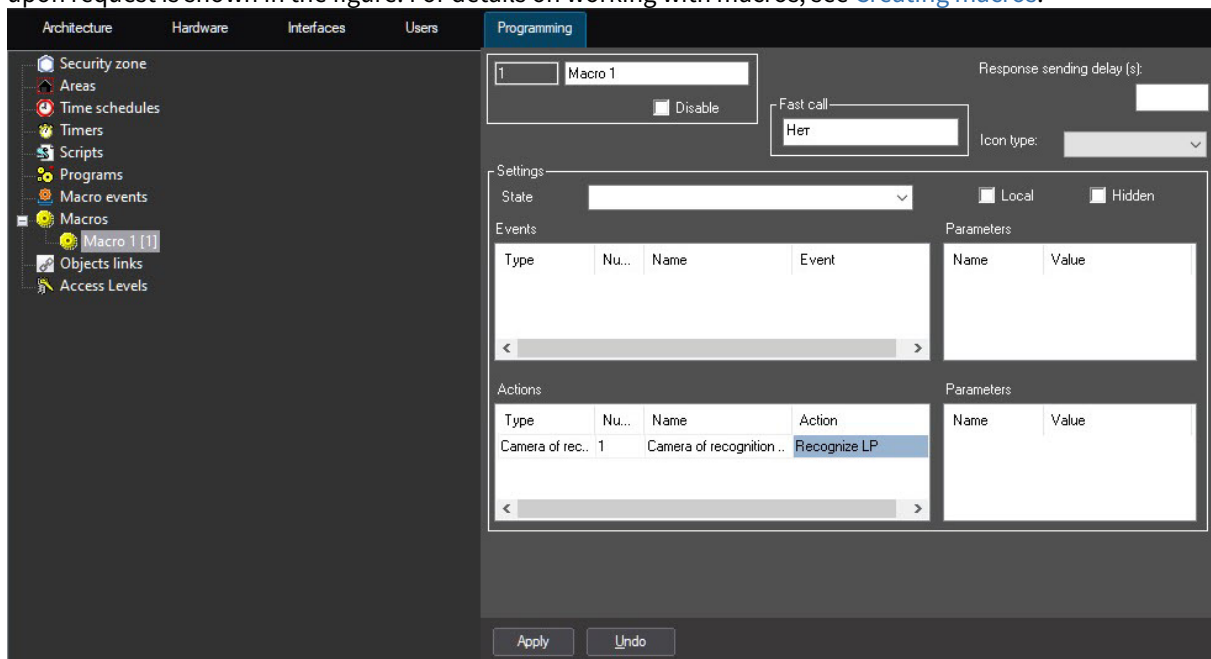 upon request is shown in the figure. For details on working with macros, see Creating macros.
Architecture Hardware Interfaces Users Programming
Security zone
Areas
Time schedules
Timers
Scripts
Programs
Macro events
Macros
Macro 1 [1]
Objects links
Access Levels
1 Macro 1
Disable
Fast call
Нет
Response sending delay (s):
Icon type:
Settings
State
Local Hidden
Events
Type Nu... Name Event
Parameters
Name Value
Actions
Type Nu... Name Action
Camera of rec.. 1 Camera of recognition .. Recognize LP
Parameters
Name Value
Apply Undo